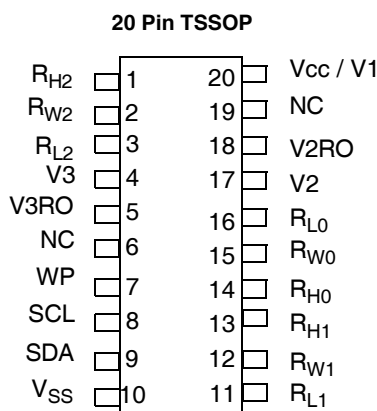 20 Pin TSSOP
RH2 1 20 Vcc / V1
RW2 2 19 NC
RL2 3 18 V2RO
V3 4 17 V2
V3RO 5 16 RL0
NC 6 15 RW0
WP 7 14 RH0
SCL 8 13 RH1
SDA 9 12 RW1
VSS 10 11 RL1